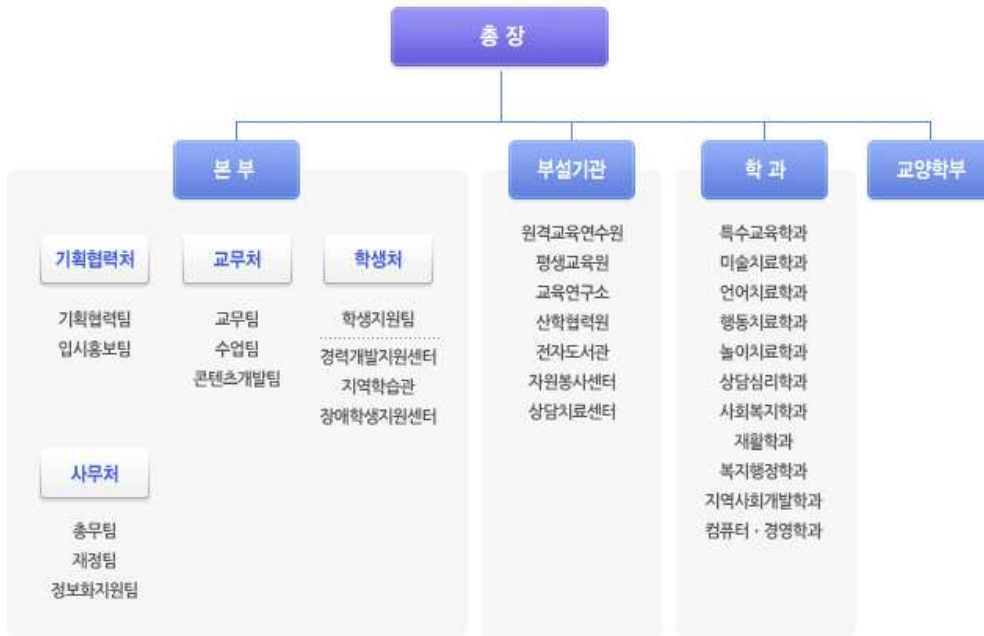 총 장
본 부
부설기관
학 과
교양학부
기획협력처
기획협력팀
입시홍보팀
교무처
교무팀
수업팀
콘텐츠개발팀
학생처
학생지원팀
경력개발지원센터
지역학습관
장애학생지원센터
사무처
총무팀
재정팀
정보화지원팀
원격교육연수원
평생교육원
교육연구소
산학협력원
전자도서관
자원봉사센터
상담치료센터
특수교육학과
미술치료학과
언어치료학과
행동치료학과
놀이치료학과
상담심리학과
사회복지학과
재활학과
복지행정학과
지역사회개발학과
컴퓨터 · 경영학과